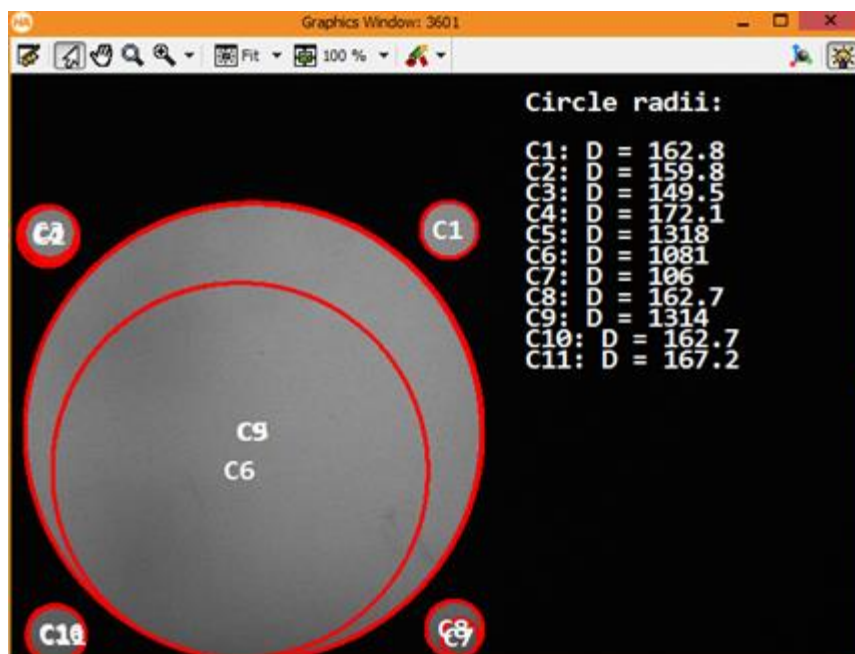 Graphics Window: 3601
Fit 100 %
Circle radii:
C1: D = 162.8
C2: D = 159.8
C3: D = 149.5
C4: D = 172.1
C5: D = 1318
C6: D = 1081
C7: D = 106
C8: D = 162.7
C9: D = 1314
C10: D = 162.7
C11: D = 167.2
C1
C6
C8
C7